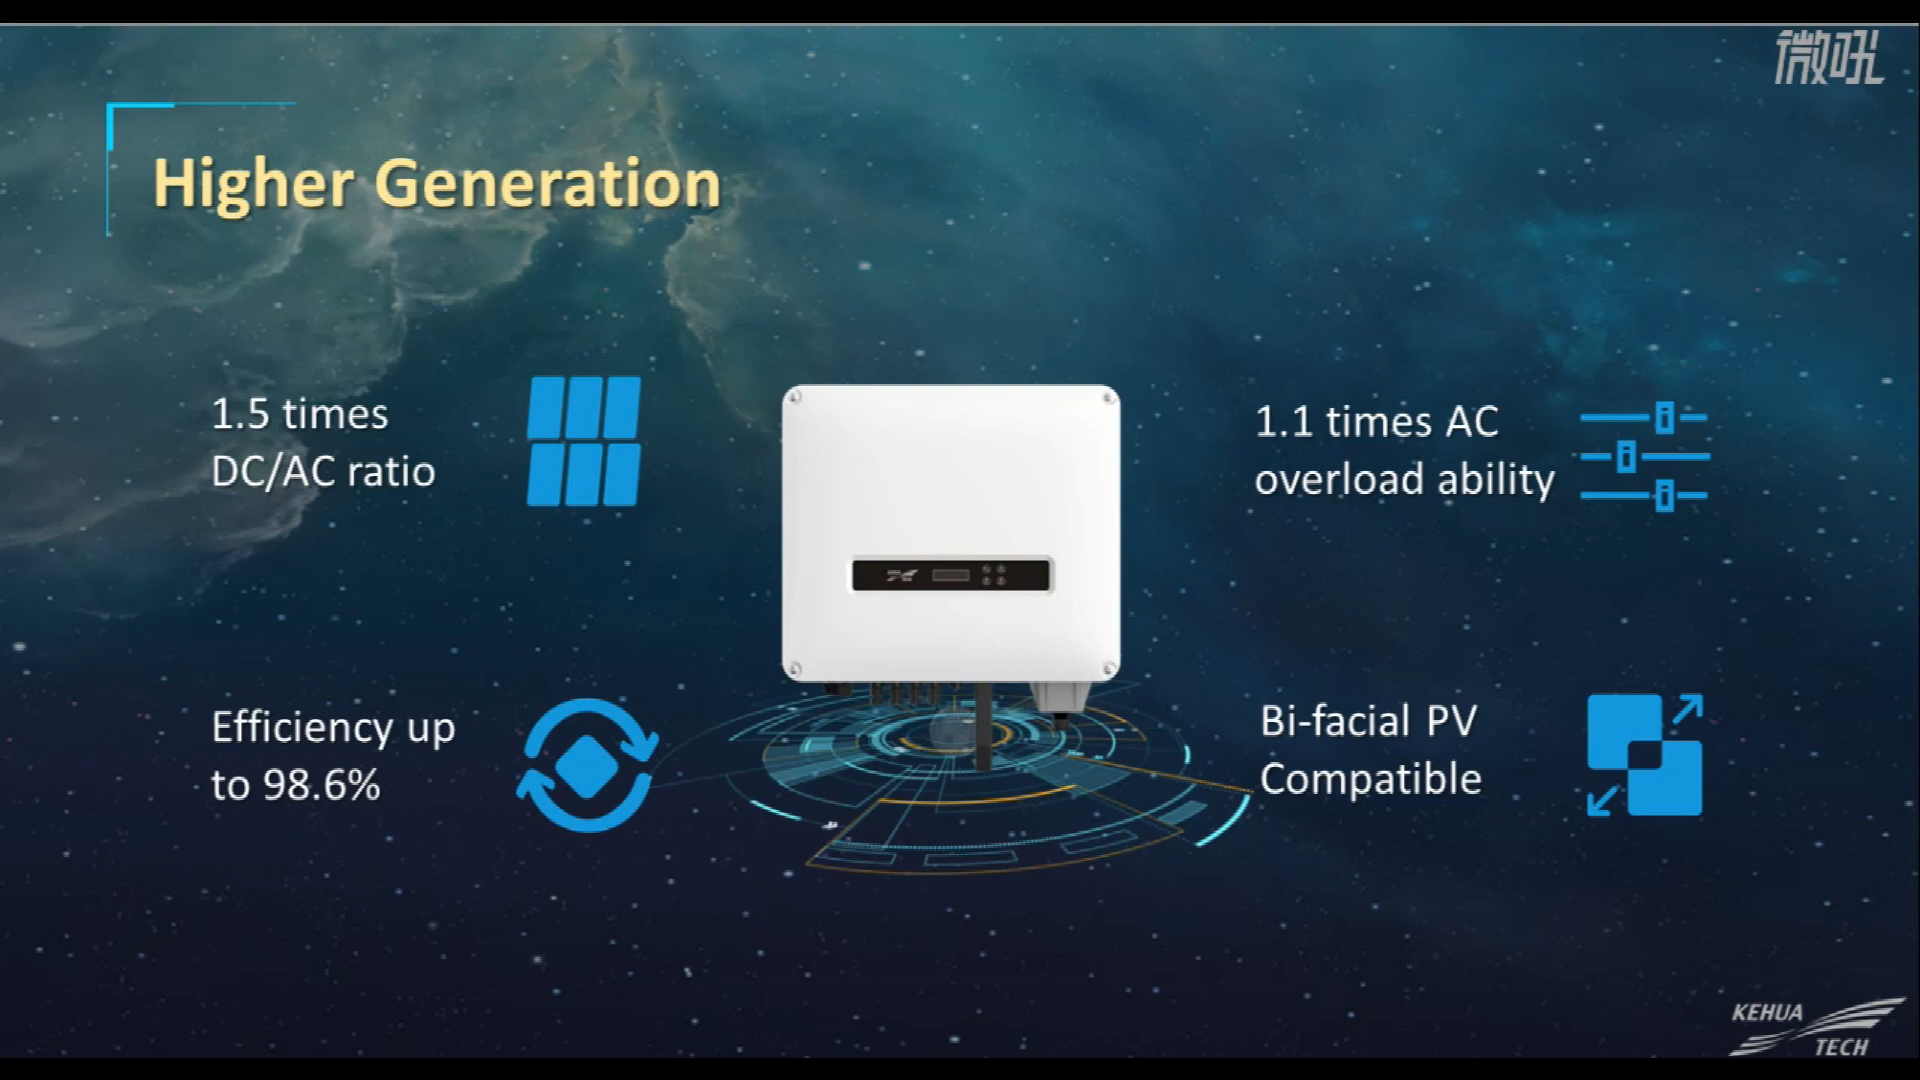 微吼
Higher Generation
1.5 times
DC/AC ratio
1.1 times AC
overload ability
Efficiency up
to 98.6%
Bi-facial PV
Compatible
KEHUA
TECH